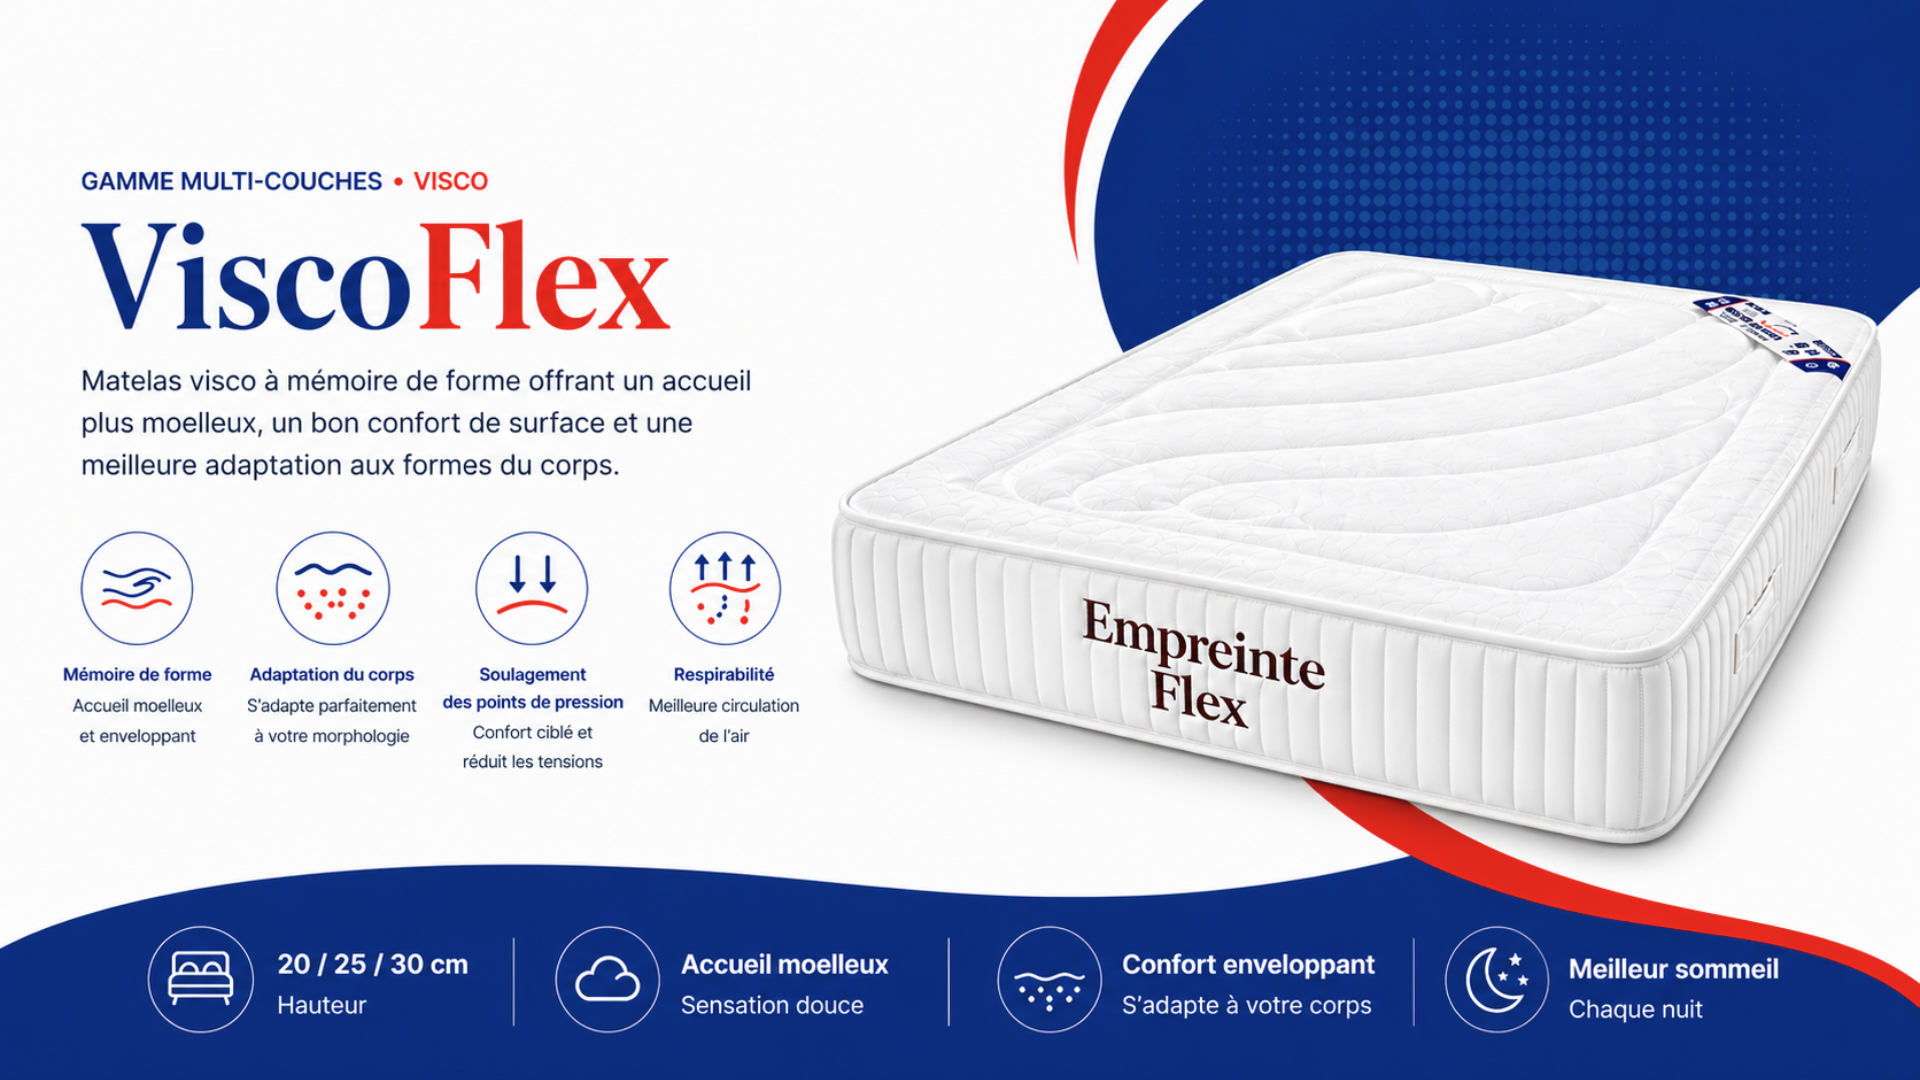 GAMME MULTI-COUCHES • VISCO
ViscoFlex
Matelas visco à mémoire de forme offrant un accueil
plus moelleux, un bon confort de surface et une
meilleure adaptation aux formes du corps.
Mémoire de forme
Accueil moelleux
et enveloppant
Adaptation du corps
S'adapte parfaitement
à votre morphologie
Soulagement
des points de pression
Confort ciblé et
réduit les tensions
Respirabilité
Meilleure circulation
de l'air
Empreinte
Flex
20 / 25 / 30 cm
Hauteur
Accueil moelleux
Sensation douce
Confort enveloppant
S’adapte à votre corps
Meilleur sommeil
Chaque nuit